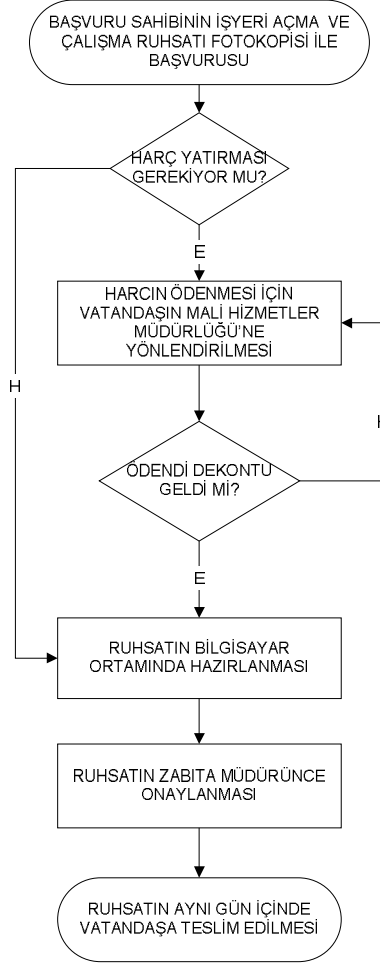 BAŞVURU SAHİBİNİN İŞYERİ AÇMA VE
ÇALIŞMA RUHSATI FOTOKOPİSİ İLE
BAŞVURUSU
HARÇ YATIRMASI
GEREKİYOR MU?
E
HARCIN ÖDENMESİ İÇİN
VATANDAŞIN MALİ HİZMETLER
MÜDÜRLÜĞÜ’NE
YÖNLENDİRİLMESİ
H
ÖDENDİ DEKONTU
GELDİ Mİ?
E
RUHSATIN BİLGİSAYAR
ORTAMINDA HAZIRLANMASI
RUHSATIN ZABITA MÜDÜRÜNCE
ONAYLANMASI
RUHSATIN AYNI GÜN İÇİNDE
VATANDAŞA TESLİM EDİLMESİ